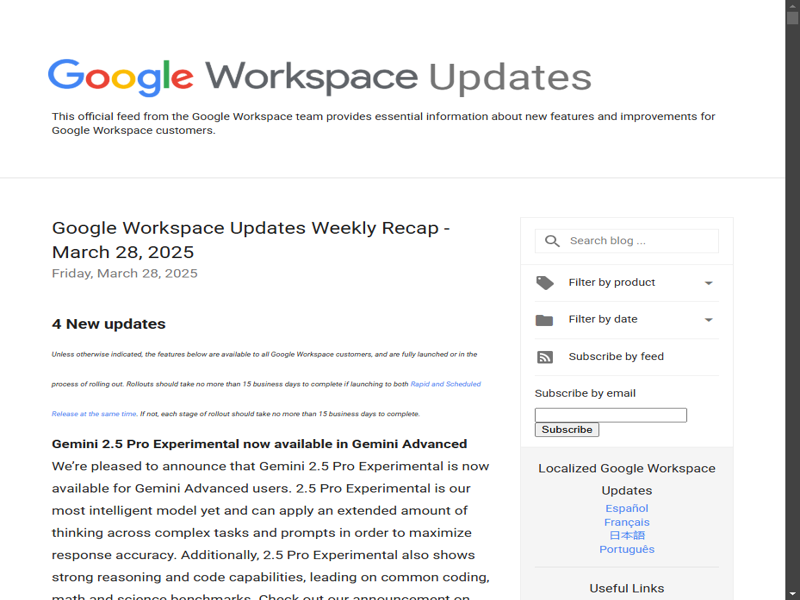 Google Workspace Updates
This official feed from the Google Workspace team provides essential information about new features and improvements for
Google Workspace customers.
Google Workspace Updates Weekly Recap -
March 28, 2025
Friday, March 28, 2025
4 New updates
Unless otherwise indicated, the features below are available to all Google Workspace customers, and are fully launched or in the
process of rolling out. Rollouts should take no more than 15 business days to complete if launching to both Rapid and Scheduled
Release at the same time. If not, each stage of rollout should take no more than 15 business days to complete.
Gemini 2.5 Pro Experimental now available in Gemini Advanced
We’re pleased to announce that Gemini 2.5 Pro Experimental is now
available for Gemini Advanced users. 2.5 Pro Experimental is our
most intelligent model yet and can apply an extended amount of
thinking across complex tasks and prompts in order to maximize
response accuracy. Additionally, 2.5 Pro Experimental also shows
strong reasoning and code capabilities, leading on common coding,
math and science benchmarks. Check out our announcement on
Search blog ...
Filter by product
Filter by date
Subscribe by feed
Subscribe by email
Subscribe
Localized Google Workspace
Updates
Español
Français
日本語
Português
Useful Links